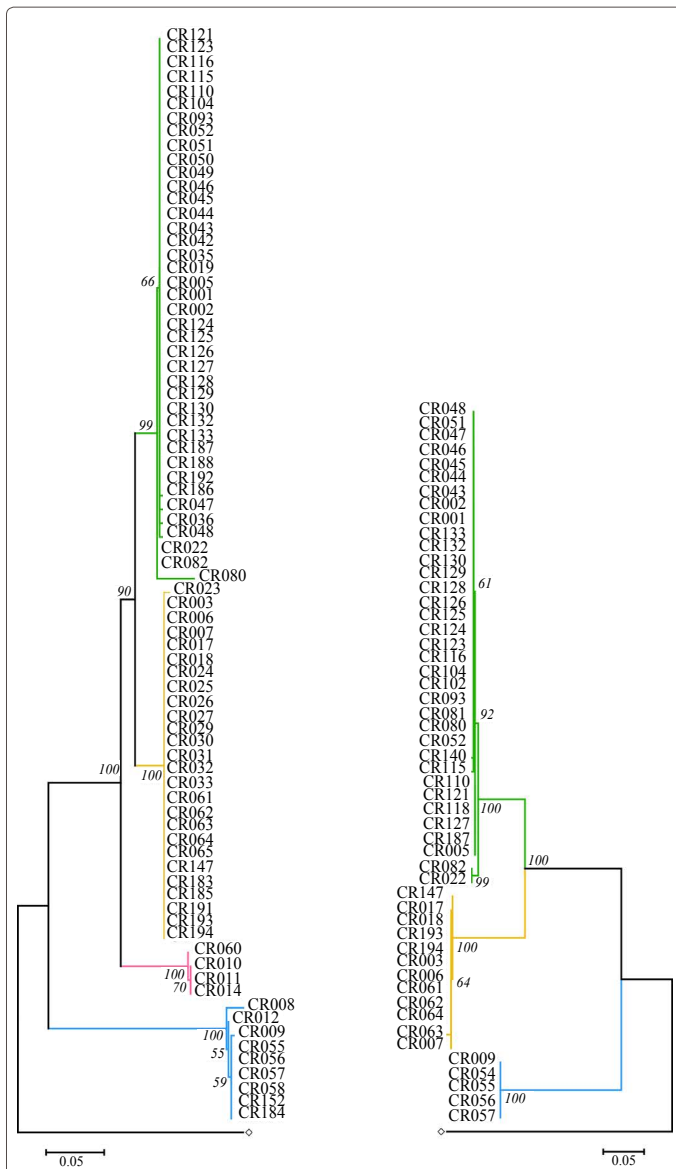 CR121
CR123
CR116
CR115
CR110
CR104
CR093
CR052
CR051
CR050
CR049
CR046
CR045
CR044
CR043
CR042
CR035
CR019
CR005
66
CR001
CR002
CR124
CR125
CR126
CR127
CR128
CR129
CR130
CR132
99
CR133
CR187
CR188
CR192
CR186
CR047
CR036
CR048
CR022
CR082
CR080
90
CR023
CR003
CR006
CR007
CR017
CR018
CR024
CR025
CR026
CR027
CR029
CR030
CR031
100
100
CR032
CR033
CR061
CR062
CR063
CR064
CR065
CR147
CR183
CR185
CR191
CR193
CR194
CR060
CR010
100
CR011
70
CR014
CR008
CR012
100
CR009
55
CR055
CR056
CR057
59
CR058
CR152
CR184
0.05
CR048
CR051
CR047
CR046
CR045
CR044
CR043
CR002
CR001
CR133
CR132
CR130
CR129
61
CR128
CR126
CR125
CR124
CR123
CR116
CR104
CR102
CR093
CR081
92
CR080
CR052
CR140
CR115
CR110
CR121
CR118
100
CR127
CR187
CR005
100
CR082
CR022
99
CR147
CR017
CR018
CR193
CR194
100
CR003
CR006
64
CR061
CR062
CR064
CR063
CR007
CR009
CR054
CR055
CR056
100
CR057
0.05